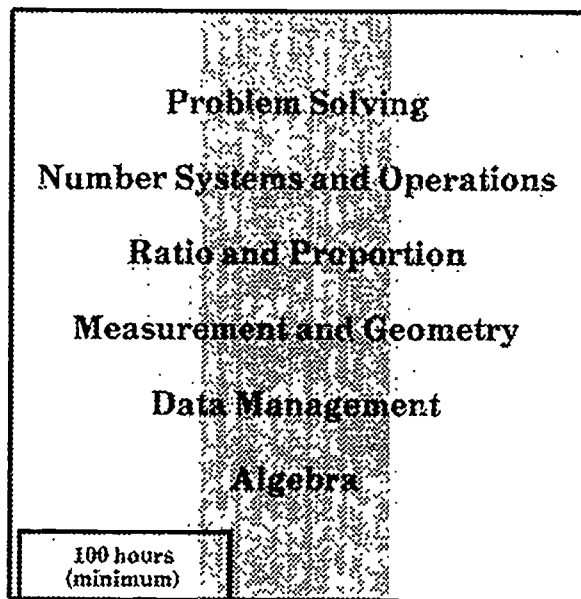 Problem Solving
Number Systems and Operations
Ratio and Proportion
Measurement and Geometry
Data Management
Algebra
100 hours
(minimum)